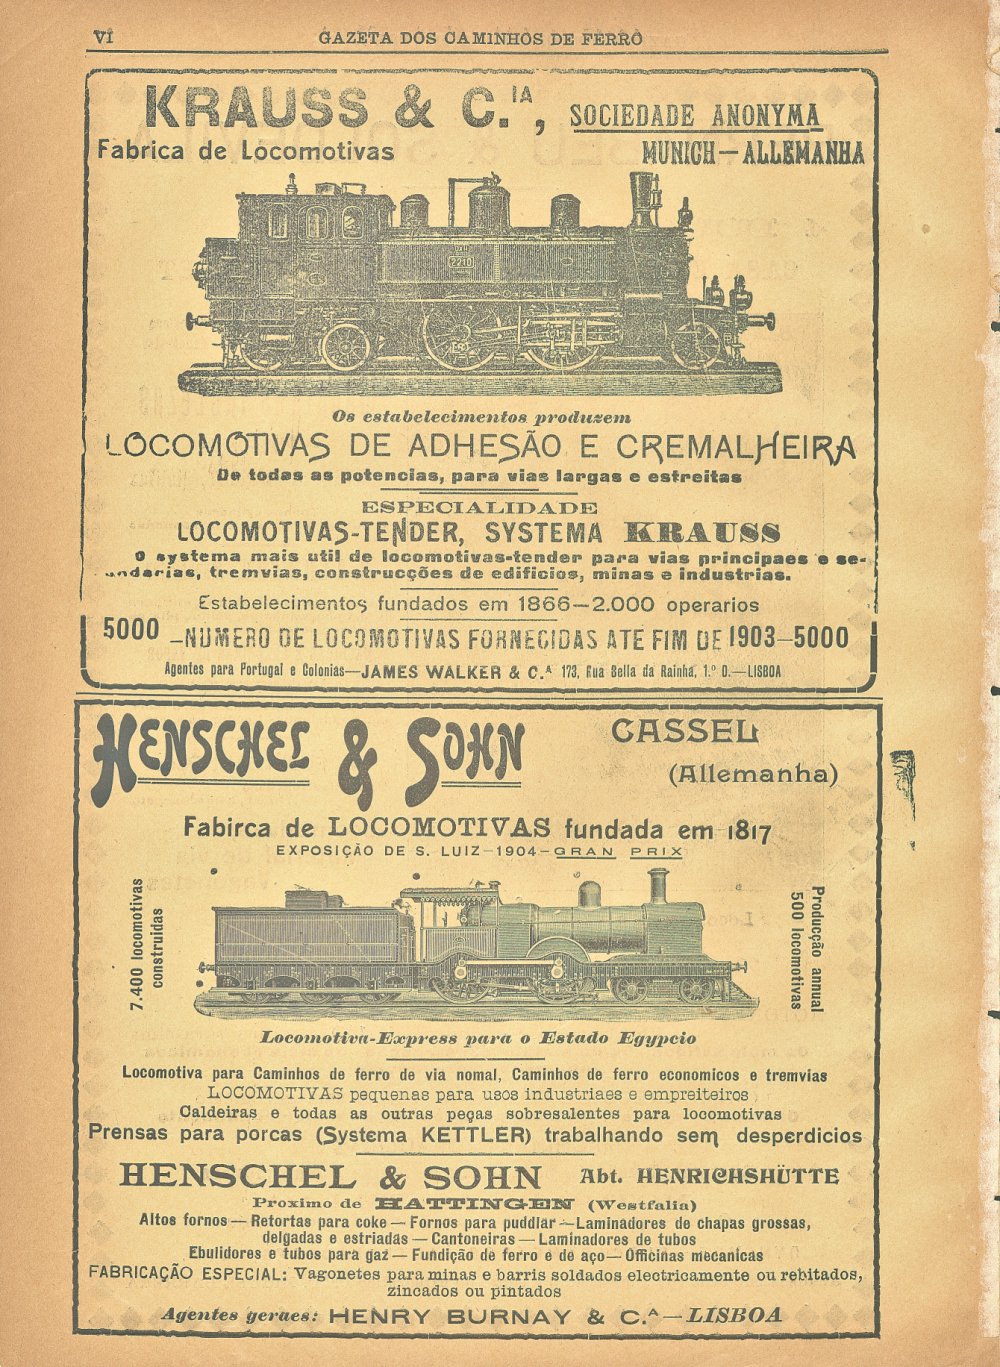 VI
GAZETA DOS CAMINHOS DE FERRO
KRAUSS & C.IA, SOCIEDADE ANONYMA
Fabrica de Locomotivas MUNICH—ALLEMANHA
2210
Os estabelecimentos produzem
LOCOMOTIVAS DE ADHESÃO E CREMALHEIRA
De todas as potencias, para vias largas e estreitas
ESPECIALIDADE
LOCOMOTIVAS-TENDER, SYSTEMA KRAUSS
O systema mais util de locomotivas-tender para vias principaes e se-
undarias, tremvias, construcções de edificios, minas e industrias.
Estabelecimentos fundados em 1866—2.000 operarios
5000—NUMERO DE LOCOMOTIVAS FORNECIDAS ATE FIM DE 1903—5000
Agentes para Portugal e Colonias—JAMES WALKER & C.A 173, Rua Bella da Rainha, 1.º D.—LISBOA
HENSCHEL & SOHN CASSEL
(Allemanha)
Fabirca de LOCOMOTIVAS fundada em 1817
EXPOSIÇÃO DE S. LUIZ—1904—GRAN PRIX
7.400 locomotivas
construidas
Producção annual
500 locomotivas
Locomotiva-Express para o Estado Egypcio
Locomotiva para Caminhos de ferro de via nomal, Caminhos de ferro economicos e tremvias
LOCOMOTIVAS pequenas para usos industriaes e empreiteiros
Caldeiras e todas as outras peças sobresalentes para locomotivas
Prensas para porcas (Systema KETTLER) trabalhando sem desperdicios
HENSCHEL & SOHN Abt. HENRICHSHÜTTE
Proximo de HATTINGEN (Westfalia)
Altos fornos—Retortas para coke—Fornos para puddlar—Laminadores de chapas grossas,
delgadas e estriadas—Cantoneiras—Laminadores de tubos
Ebulidores e tubos para gaz—Fundição de ferro e de aço—Officinas mecanicas
FABRICAÇÃO ESPECIAL: Vagonetes para minas e barris soldados electricamente ou rebitados,
zincados ou pintados
Agentes geraes: HENRY BURNAY & C.A—LISBOA